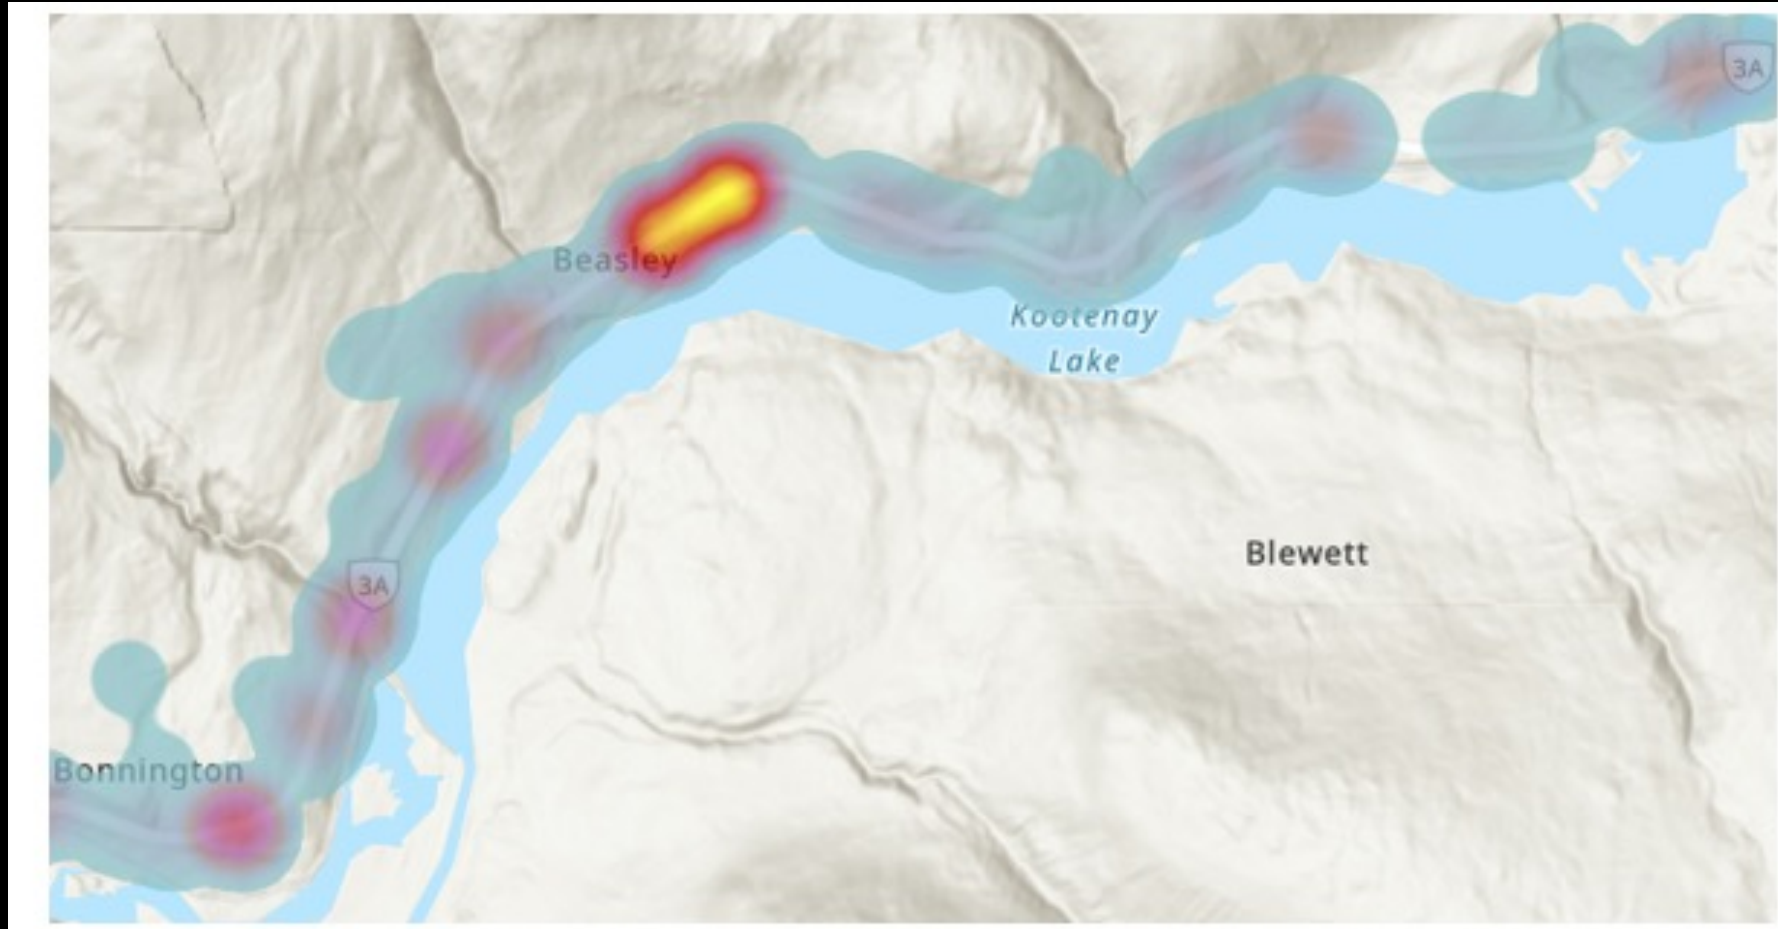 3A
Beasley
Kootenay
Lake
Blewett
3A
Bonnington